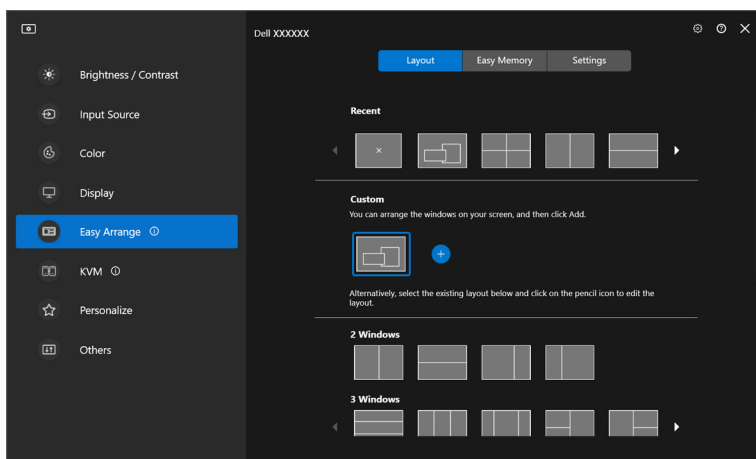 Dell XXXXXX
Layout
Easy Memory
Settings
Brightness / Contrast
Input Source
Color
Display
Easy Arrange
KVM
Personalize
Others
Recent
Custom
You can arrange the windows on your screen, and then click Add.
Alternatively, select the existing layout below and click on the pencil icon to edit the
layout.
2 Windows
3 Windows